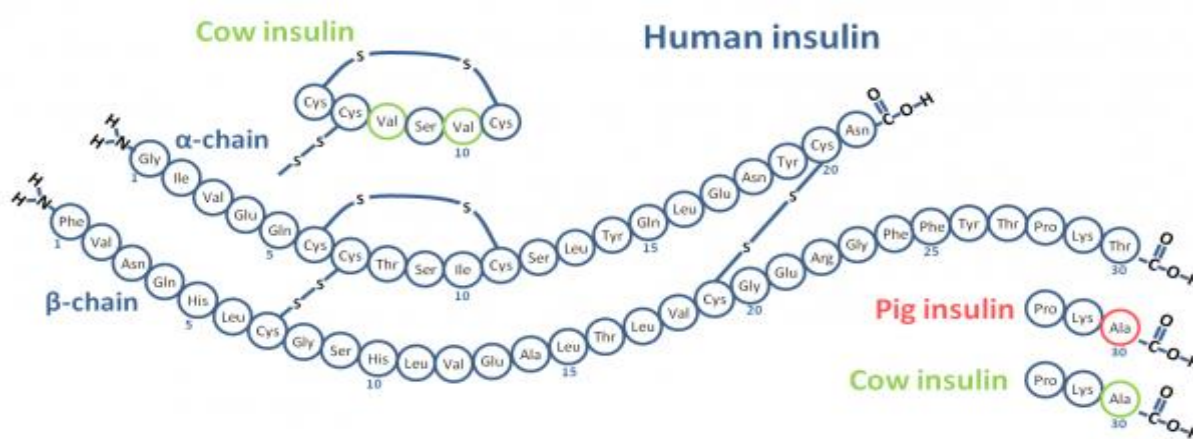 Cow insulin
Human insulin
S S
Cys Cys Val Ser Val Cys
10
S S
α-chain
H H N Gly Ile Val Glu Gln Cys Cys Thr Ser Ile Cys Ser Leu Tyr Gln Leu Glu Asn Tyr Cys Asn C O O H
1 5 10 15 20
S S
S S
S S
β-chain
H H N Phe Val Asn Gln His Leu Cys Gly Ser His Leu Val Glu Ala Leu Thr Leu Val Cys Gly Glu Arg Gly Phe Phe Tyr Thr Pro Lys Thr C O O H
1 5 10 15 20 25 30
Pig insulin
Pro Lys Ala C O O H
30
Cow insulin
Pro Lys Ala C O O H
30